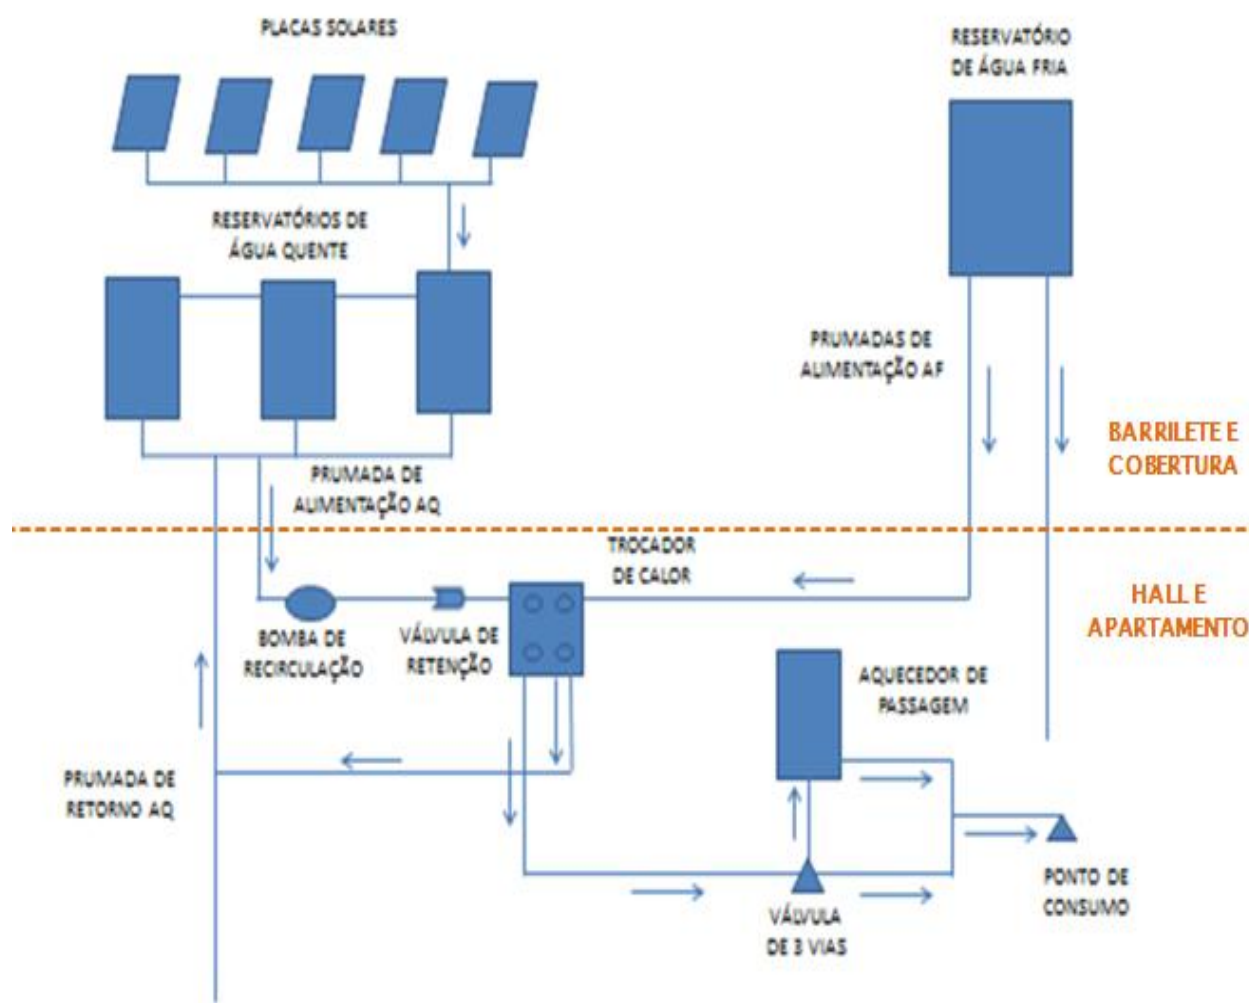 PLACAS SOLARES
RESERVATÓRIO
DE ÁGUA FRIA
RESERVATÓRIOS DE
ÁGUA QUENTE
PRUMADAS DE
ALIMENTAÇÃO AF
BARRILETE E
COBERTURA
PRUMADA DE
ALIMENTAÇÃO AQ
TROCADOR
DE CALOR
HALL E
APARTAMENTO
BOMBA DE
RECIRCULAÇÃO
VÁLVULA DE
RETENÇÃO
AQUECEDOR DE
PASSAGEM
PRUMADA DE
RETORNO AQ
PONTO DE
CONSUMO
VÁLVULA
DE 3 VIAS